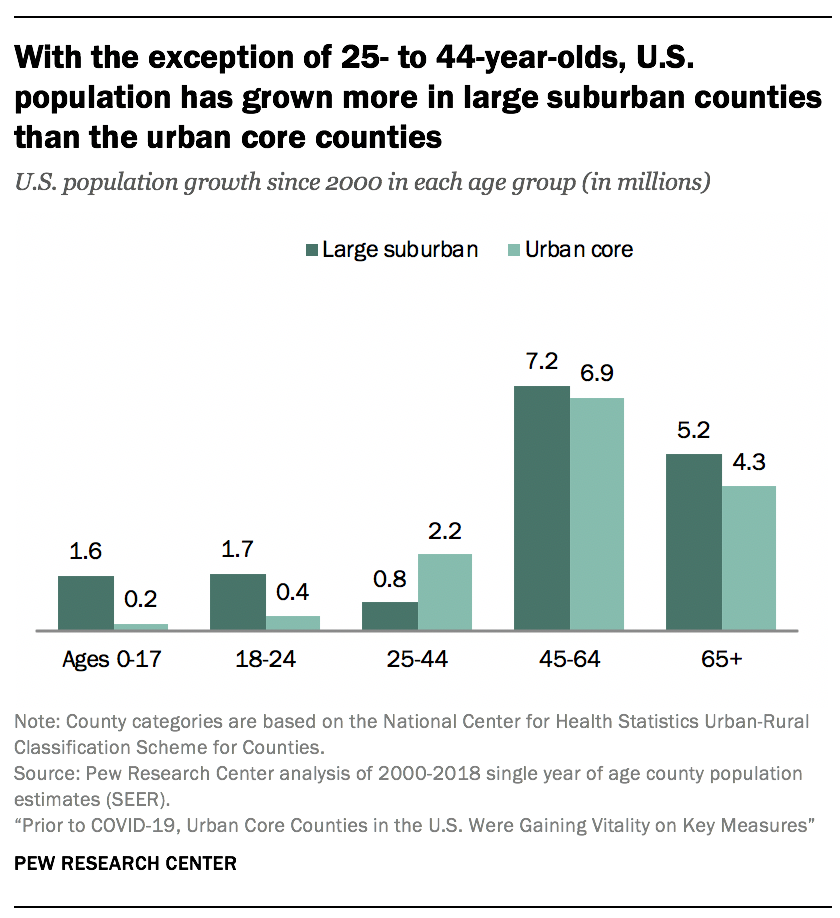 With the exception of 25- to 44-year-olds, U.S.
population has grown more in large suburban counties
than the urban core counties
U.S. population growth since 2000 in each age group (in millions)
Large suburban Urban core
7.2 6.9
5.2 4.3
2.2
1.6 1.7 0.8
0.2 0.4
Ages 0-17 18-24 25-44 45-64 65+
Note: County categories are based on the National Center for Health Statistics Urban-Rural
Classification Scheme for Counties.
Source: Pew Research Center analysis of 2000-2018 single year of age county population
estimates (SEER).
“Prior to COVID-19, Urban Core Counties in the U.S. Were Gaining Vitality on Key Measures”
PEW RESEARCH CENTER